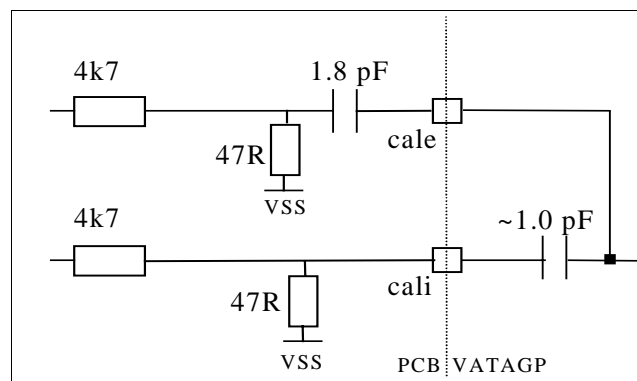 4k7
1.8 pF
cale
47R
VSS
4k7
~1.0 pF
cali
47R
VSS
PCB VATAGP